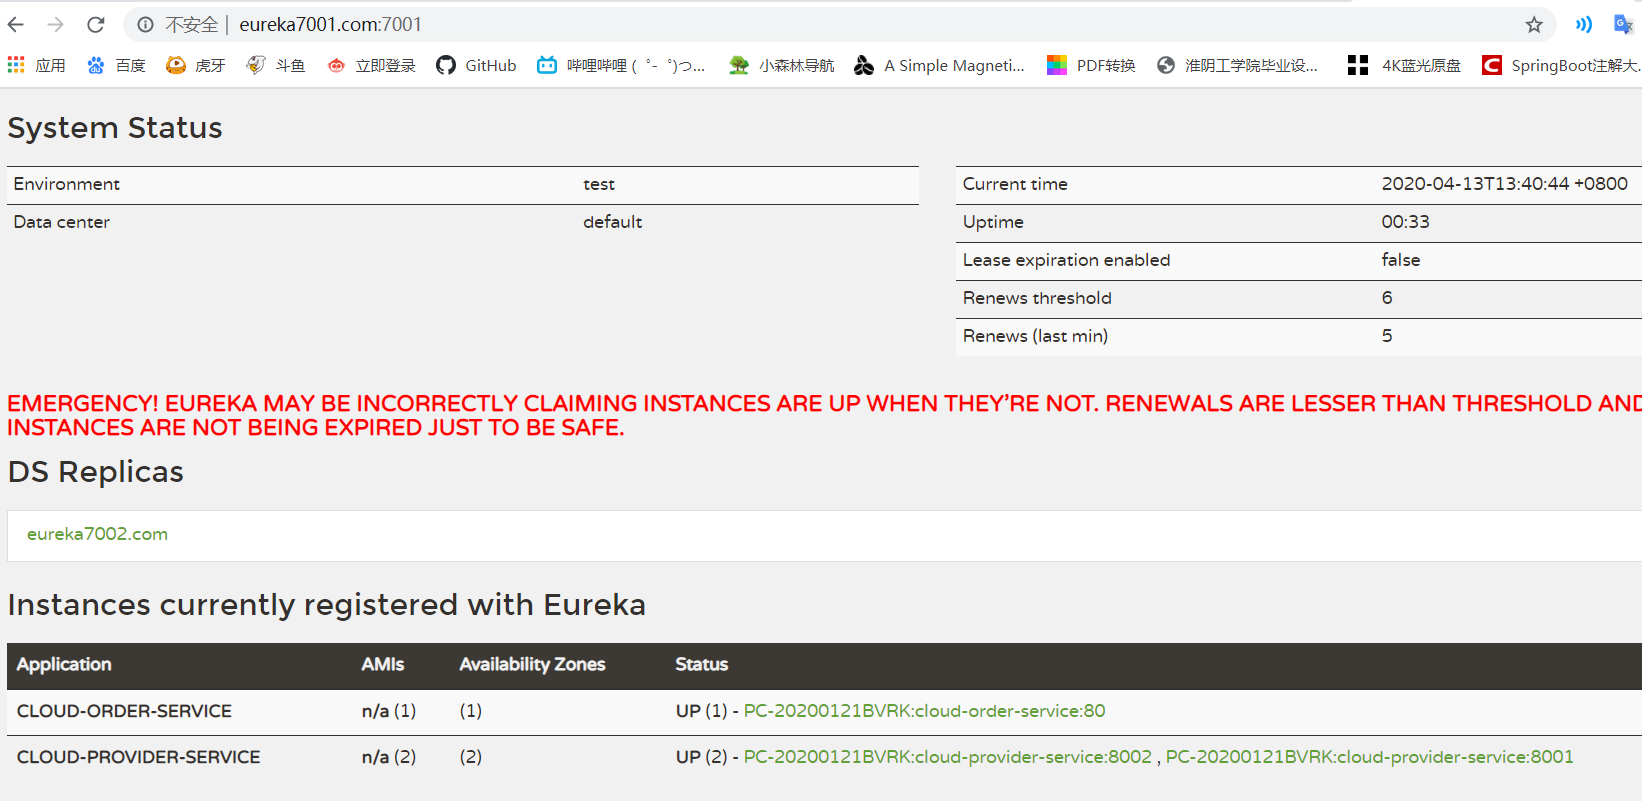 不安全 | eureka7001.com:7001
应用 百度 虎牙 斗鱼 立即登录 GitHub 哔哩哔哩 (゜-゜)つ... 小森林导航 A Simple Magneti... PDF转换 淮阴工学院毕业设... 4K蓝光原盘 SpringBoot注解大...
System Status
Environment test
Data center default
Current time 2020-04-13T13:40:44 +0800
Uptime 00:33
Lease expiration enabled false
Renews threshold 6
Renews (last min) 5
EMERGENCY! EUREKA MAY BE INCORRECTLY CLAIMING INSTANCES ARE UP WHEN THEY'RE NOT. RENEWALS ARE LESSER THAN THRESHOLD AND
INSTANCES ARE NOT BEING EXPIRED JUST TO BE SAFE.
DS Replicas
eureka7002.com
Instances currently registered with Eureka
Application AMIs Availability Zones Status
CLOUD-ORDER-SERVICE n/a (1) (1) UP (1) - PC-20200121BVRK:cloud-order-service:80
CLOUD-PROVIDER-SERVICE n/a (2) (2) UP (2) - PC-20200121BVRK:cloud-provider-service:8002 , PC-20200121BVRK:cloud-provider-service:8001